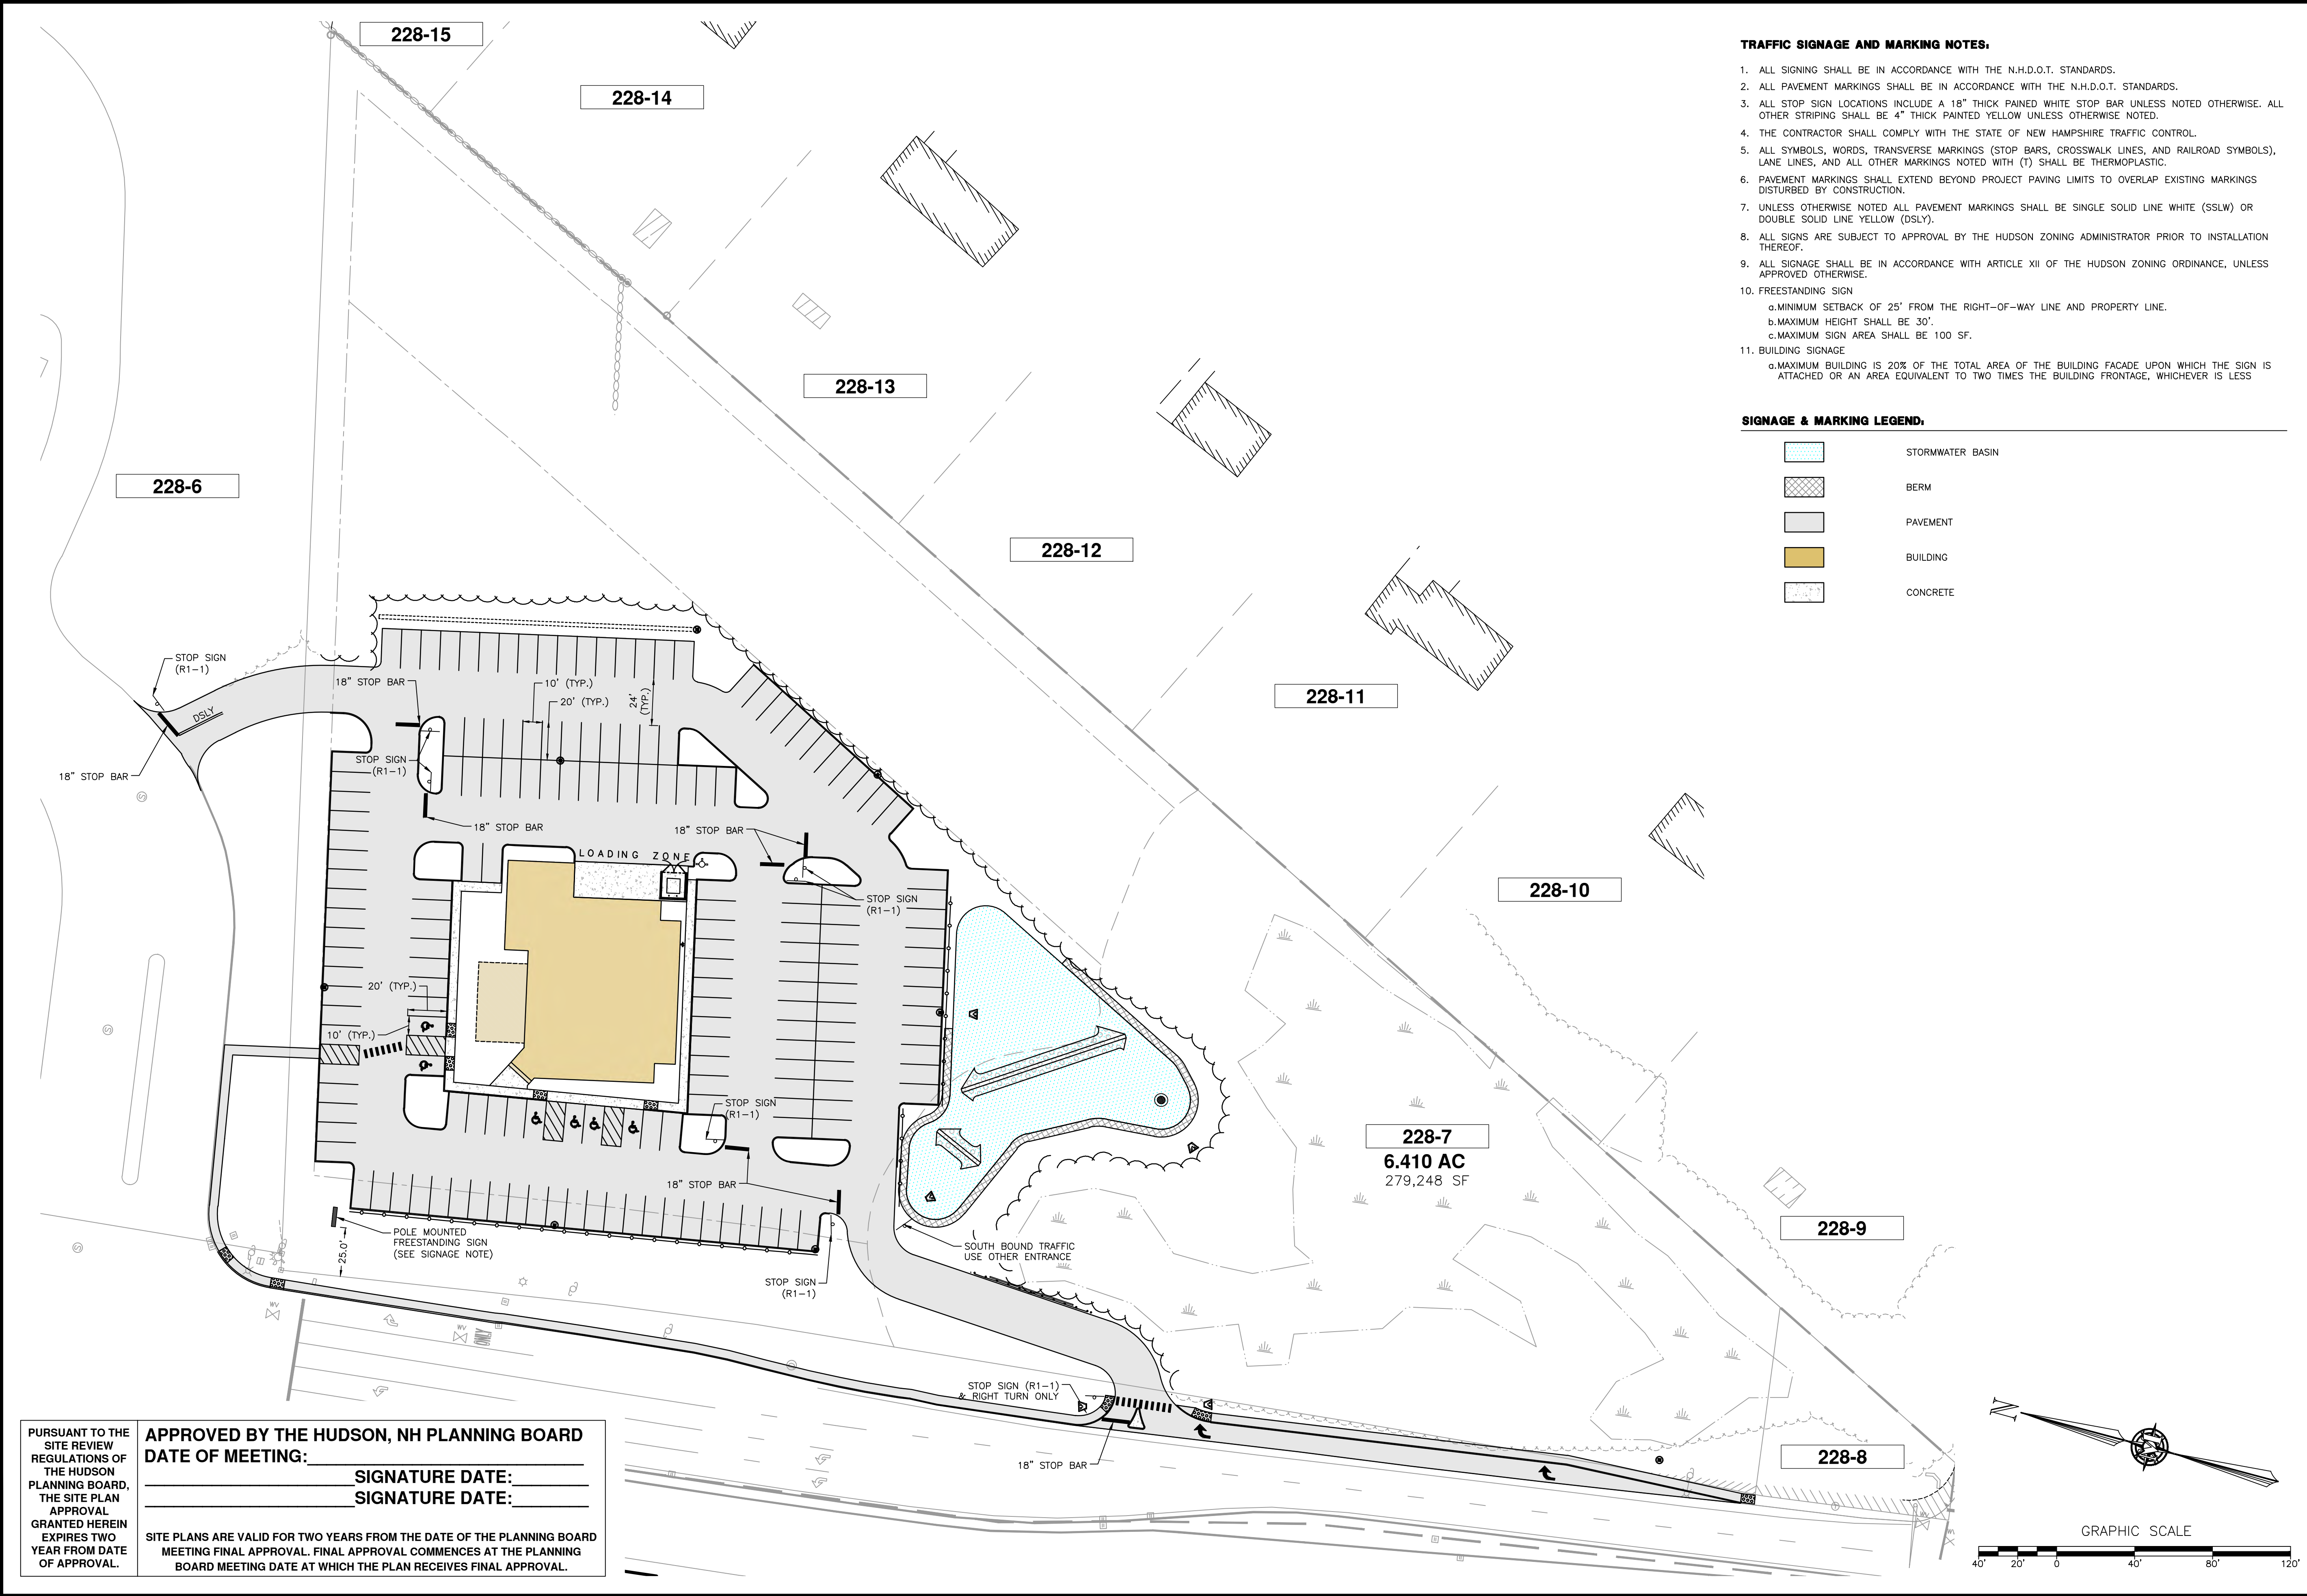 228-15
228-14
228-13
228-6
228-12
228-11
228-10
228-7
6.410 AC
279,248 SF
228-9
228-8
TRAFFIC SIGNAGE AND MARKING NOTES:
1. ALL SIGNING SHALL BE IN ACCORDANCE WITH THE N.H.D.O.T. STANDARDS.
2. ALL PAVEMENT MARKINGS SHALL BE IN ACCORDANCE WITH THE N.H.D.O.T. STANDARDS.
3. ALL STOP SIGN LOCATIONS INCLUDE A 18" THICK PAINED WHITE STOP BAR UNLESS NOTED OTHERWISE. ALL
OTHER STRIPING SHALL BE 4" THICK PAINTED YELLOW UNLESS OTHERWISE NOTED.
4. THE CONTRACTOR SHALL COMPLY WITH THE STATE OF NEW HAMPSHIRE TRAFFIC CONTROL.
5. ALL SYMBOLS, WORDS, TRANSVERSE MARKINGS (STOP BARS, CROSSWALK LINES, AND RAILROAD SYMBOLS),
LANE LINES, AND ALL OTHER MARKINGS NOTED WITH (T) SHALL BE THERMOPLASTIC.
6. PAVEMENT MARKINGS SHALL EXTEND BEYOND PROJECT PAVING LIMITS TO OVERLAP EXISTING MARKINGS
DISTURBED BY CONSTRUCTION.
7. UNLESS OTHERWISE NOTED ALL PAVEMENT MARKINGS SHALL BE SINGLE SOLID LINE WHITE (SSLW) OR
DOUBLE SOLID LINE YELLOW (DSLY).
8. ALL SIGNS ARE SUBJECT TO APPROVAL BY THE HUDSON ZONING ADMINISTRATOR PRIOR TO INSTALLATION
THEREOF.
9. ALL SIGNAGE SHALL BE IN ACCORDANCE WITH ARTICLE XII OF THE HUDSON ZONING ORDINANCE, UNLESS
APPROVED OTHERWISE.
10. FREESTANDING SIGN
a.MINIMUM SETBACK OF 25' FROM THE RIGHT-OF-WAY LINE AND PROPERTY LINE.
b.MAXIMUM HEIGHT SHALL BE 30'.
c.MAXIMUM SIGN AREA SHALL BE 100 SF.
11. BUILDING SIGNAGE
a.MAXIMUM BUILDING IS 20% OF THE TOTAL AREA OF THE BUILDING FACADE UPON WHICH THE SIGN IS
ATTACHED OR AN AREA EQUIVALENT TO TWO TIMES THE BUILDING FRONTAGE, WHICHEVER IS LESS
SIGNAGE & MARKING LEGEND:
STORMWATER BASIN
BERM
PAVEMENT
BUILDING
CONCRETE
STOP SIGN
(R1-1)
DSLY
18" STOP BAR
18" STOP BAR
10' (TYP.)
20' (TYP.)
24'
(TYP.)
STOP SIGN
(R1-1)
18" STOP BAR
18" STOP BAR
LOADING ZONE
STOP SIGN
(R1-1)
20' (TYP.)
10' (TYP.)
STOP SIGN
(R1-1)
18" STOP BAR
POLE MOUNTED
FREESTANDING SIGN
(SEE SIGNAGE NOTE)
25.0'
SOUTH BOUND TRAFFIC
USE OTHER ENTRANCE
STOP SIGN
(R1-1)
STOP SIGN (R1-1)
& RIGHT TURN ONLY
18" STOP BAR
S
S
S
WV
WV
WV
N
GRAPHIC SCALE
40' 20' 0 40' 80' 120'
PURSUANT TO THE
SITE REVIEW
REGULATIONS OF
THE HUDSON
PLANNING BOARD,
THE SITE PLAN
APPROVAL
GRANTED HEREIN
EXPIRES TWO
YEAR FROM DATE
OF APPROVAL.
APPROVED BY THE HUDSON, NH PLANNING BOARD
DATE OF MEETING:
SIGNATURE DATE:
SIGNATURE DATE:
SITE PLANS ARE VALID FOR TWO YEARS FROM THE DATE OF THE PLANNING BOARD
MEETING FINAL APPROVAL. FINAL APPROVAL COMMENCES AT THE PLANNING
BOARD MEETING DATE AT WHICH THE PLAN RECEIVES FINAL APPROVAL.